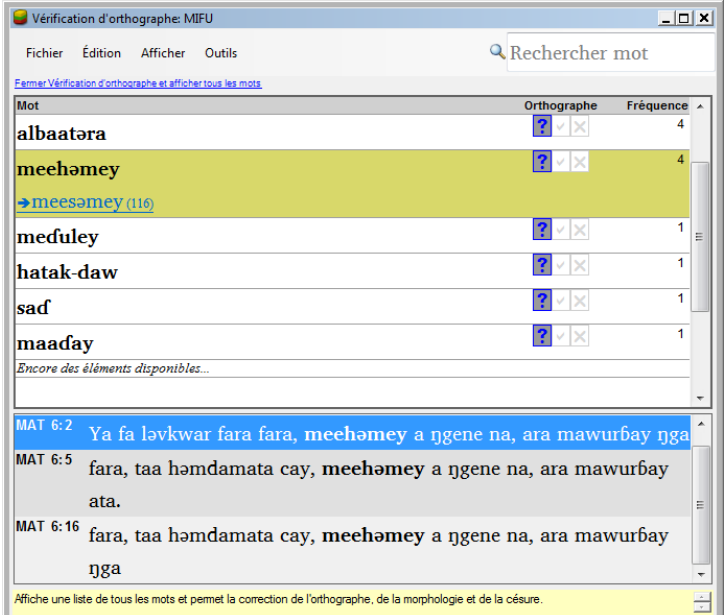 Vérification d'orthographe: MIFU
Fichier Édition Afficher Outils Rechercher mot
Fermer Vérification d'orthographe et afficher tous les mots
Mot Orthographe Fréquence
albaatəra ? 4
meehəmey ? 4
➔meesəmey (116)
meɗuley ? 1
hatak-daw ? 1
saɗ ? 1
maaɗay ? 1
Encore des éléments disponibles...
MAT 6:2 Ya fa ləvkwar fara fara, meehəmey a ŋgene na, ara mawurɓay ŋga
MAT 6:5 fara, taa həmdamata cay, meehəmey a ŋgene na, ara mawurɓay
ata.
MAT 6:16 fara, taa həmdamata cay, meehəmey a ŋgene na, ara mawurɓay
ŋga
Affiche une liste de tous les mots et permet la correction de l'orthographe, de la morphologie et de la césure.